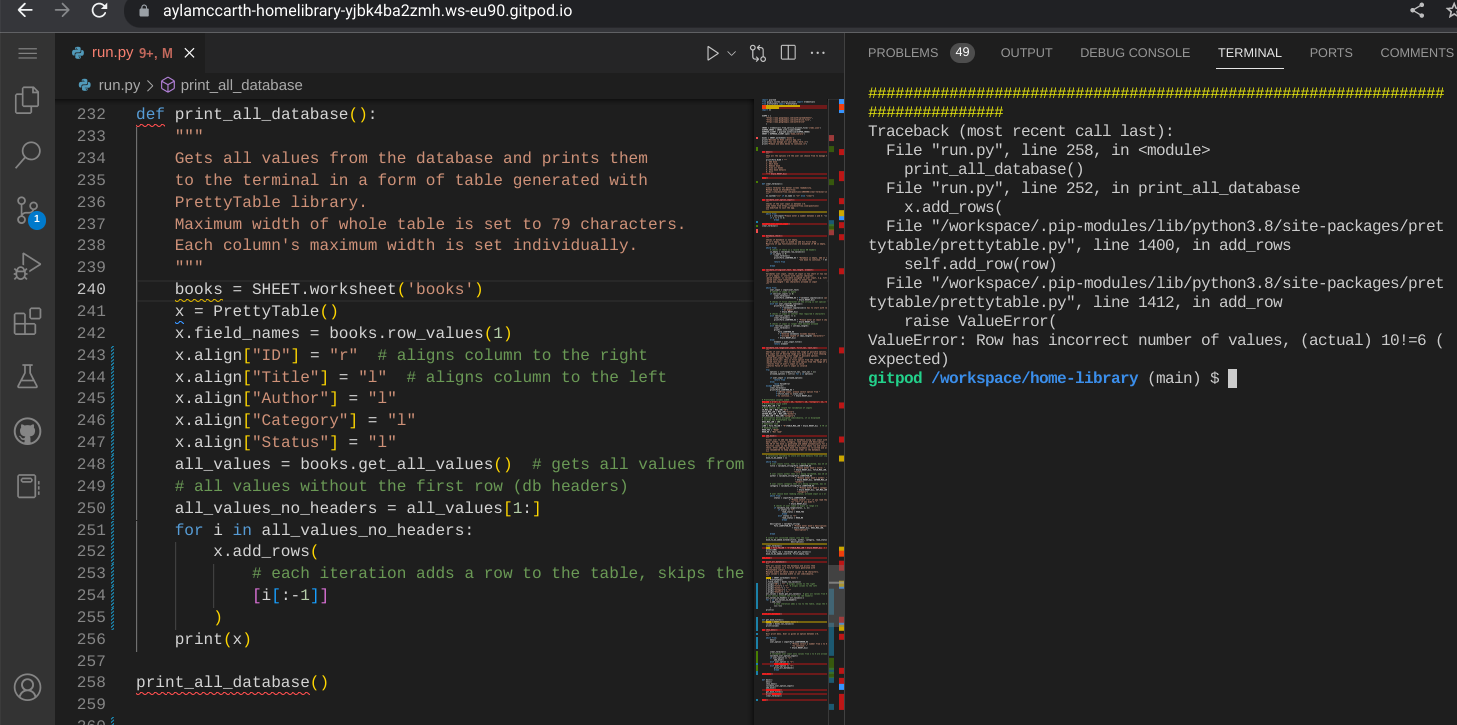 aylamccarth-homelibrary-yjbk4ba2zmh.ws-eu90.gitpod.io
run.py 9+, M
run.py > print_all_database
232 def print_all_database():
233 """
234 Gets all values from the database and prints them
235 to the terminal in a form of table generated with
236 PrettyTable library.
237 Maximum width of whole table is set to 79 characters.
238 Each column's maximum width is set individually.
239 """
240 books = SHEET.worksheet('books')
241 x = PrettyTable()
242 x.field_names = books.row_values(1)
243 x.align["ID"] = "r"  # aligns column to the right
244 x.align["Title"] = "l"  # aligns column to the left
245 x.align["Author"] = "l"
246 x.align["Category"] = "l"
247 x.align["Status"] = "l"
248 all_values = books.get_all_values()  # gets all values from
249 # all values without the first row (db headers)
250 all_values_no_headers = all_values[1:]
251 for i in all_values_no_headers:
252 x.add_rows(
253 # each iteration adds a row to the table, skips the
254 [i[:-1]]
255 )
256 print(x)
257
258 print_all_database()
259
260
1
PROBLEMS 49 OUTPUT DEBUG CONSOLE TERMINAL PORTS COMMENTS
################################################################
###############
Traceback (most recent call last):
File "run.py", line 258, in <module>
print_all_database()
File "run.py", line 252, in print_all_database
x.add_rows(
File "/workspace/.pip-modules/lib/python3.8/site-packages/pret
tytable/prettytable.py", line 1400, in add_rows
self.add_row(row)
File "/workspace/.pip-modules/lib/python3.8/site-packages/pret
tytable/prettytable.py", line 1412, in add_row
raise ValueError(
ValueError: Row has incorrect number of values, (actual) 10!=6 (
expected)
gitpod /workspace/home-library (main) $